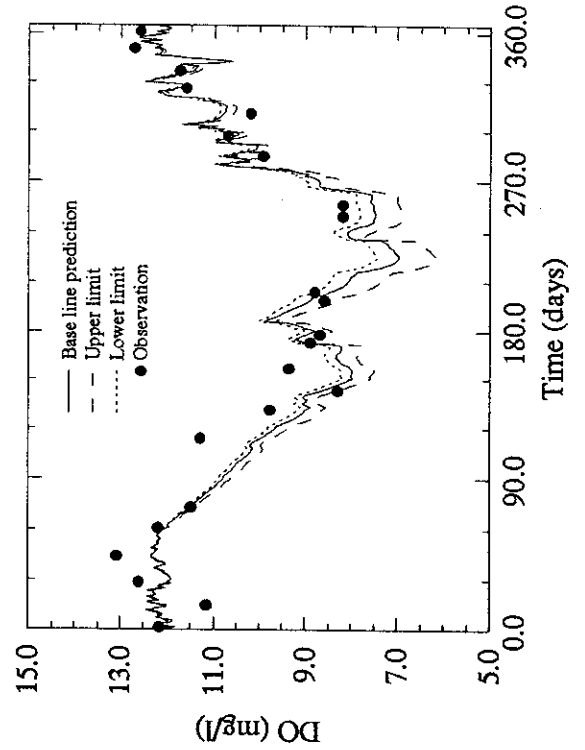 15.0
13.0
11.0
9.0
7.0
5.0
DO (mg/l)
Base line prediction
Upper limit
Lower limit
Observation
0.0
90.0
180.0
270.0
360.0
Time (days)